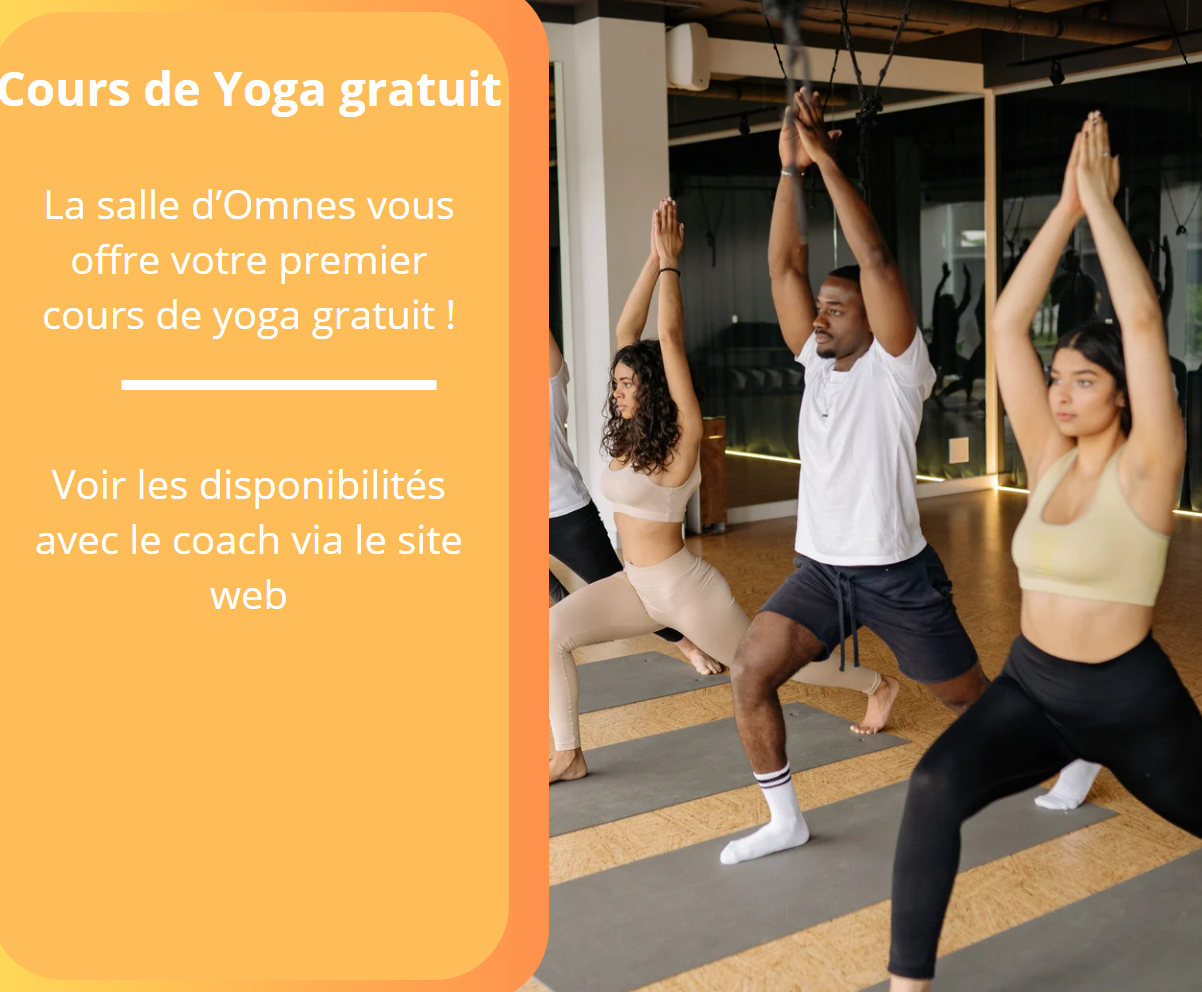 Cours de Yoga gratuit
La salle d’Omnes vous
offre votre premier
cours de yoga gratuit !
Voir les disponibilités
avec le coach via le site
web